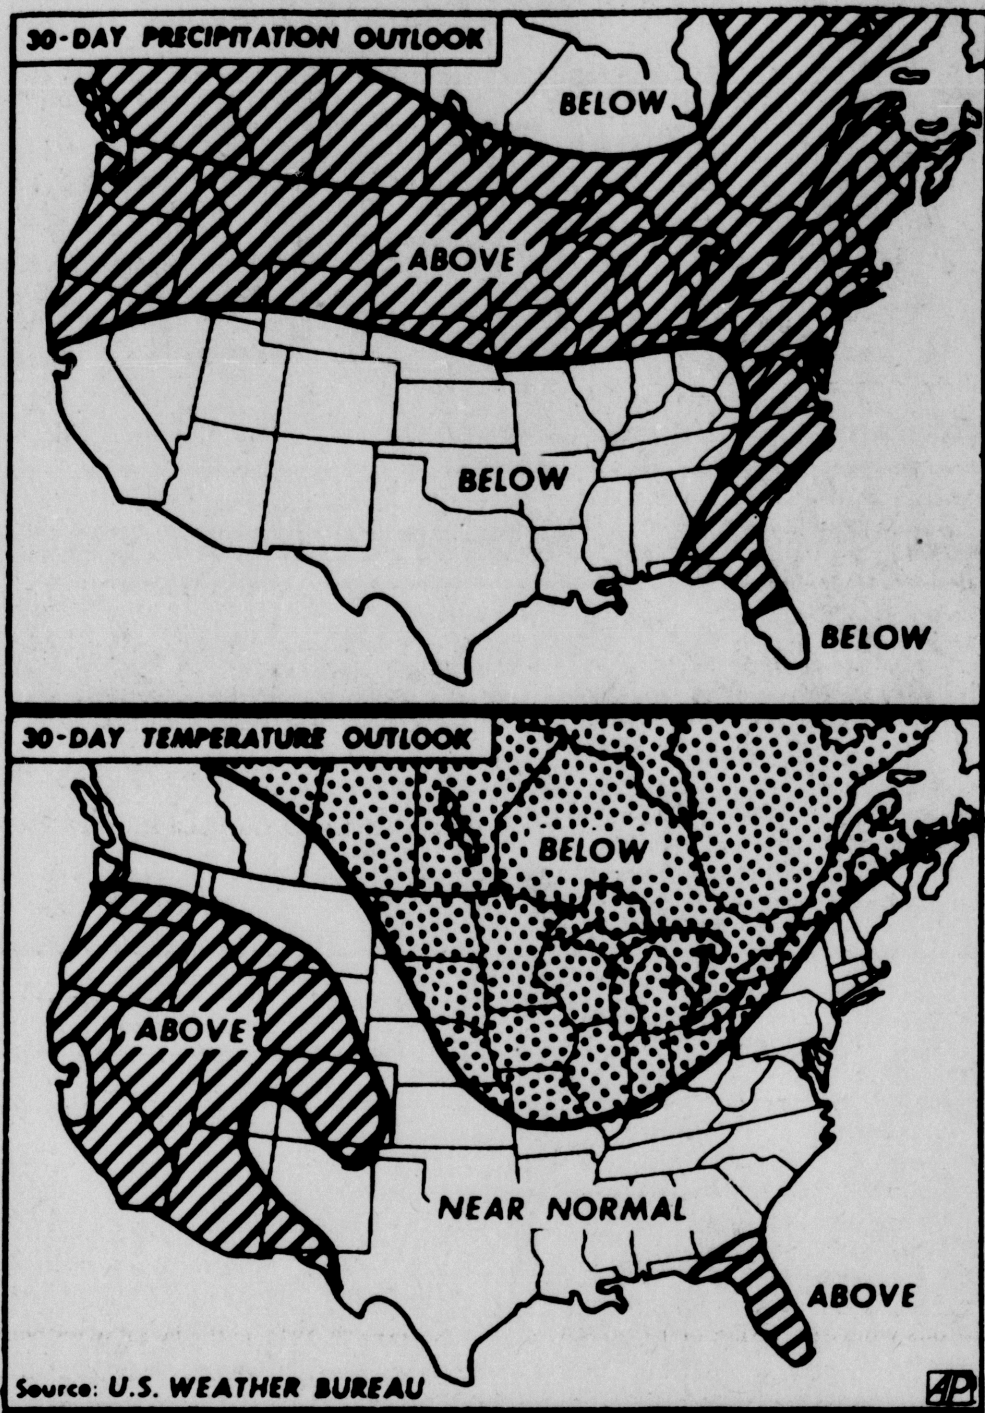 30-DAY PRECIPITATION OUTLOOK
BELOW
ABOVE
BELOW
BELOW
30-DAY TEMPERATURE OUTLOOK
BELOW
ABOVE
NEAR NORMAL
ABOVE
Source: U.S. WEATHER BUREAU
AP